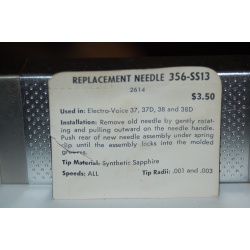 REPLACEMENT NEEDLE 356-SS13
2614
$3.50
Used in: Electro-Voice 37, 37D, 38 and 38D
Installation: Remove old needle by gently rotat-
ing and pulling outward on the needle handle.
Push rear of new needle assembly under spring
clip until the assembly locks into the molded
groove.
Tip Material: Synthetic Sapphire
Speeds: ALL Tip Radii: .001 and .003